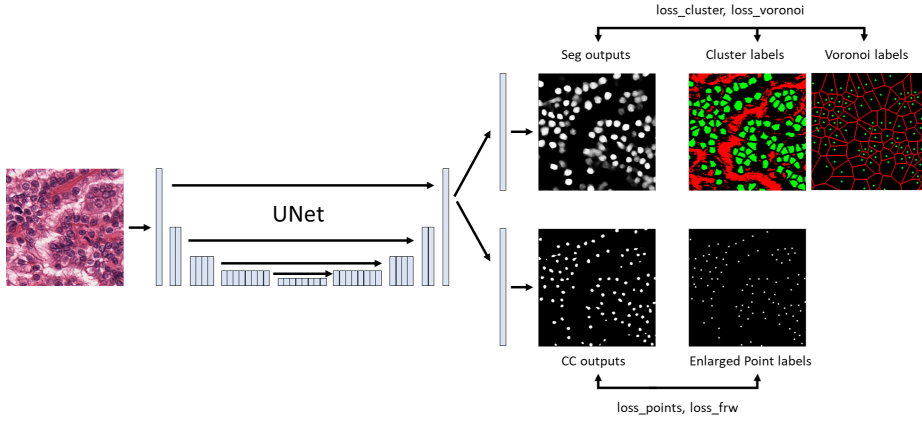 loss_cluster, loss_voronoi
Seg outputs
Cluster labels
Voronoi labels
UNet
CC outputs
Enlarged Point labels
loss_points, loss_frw